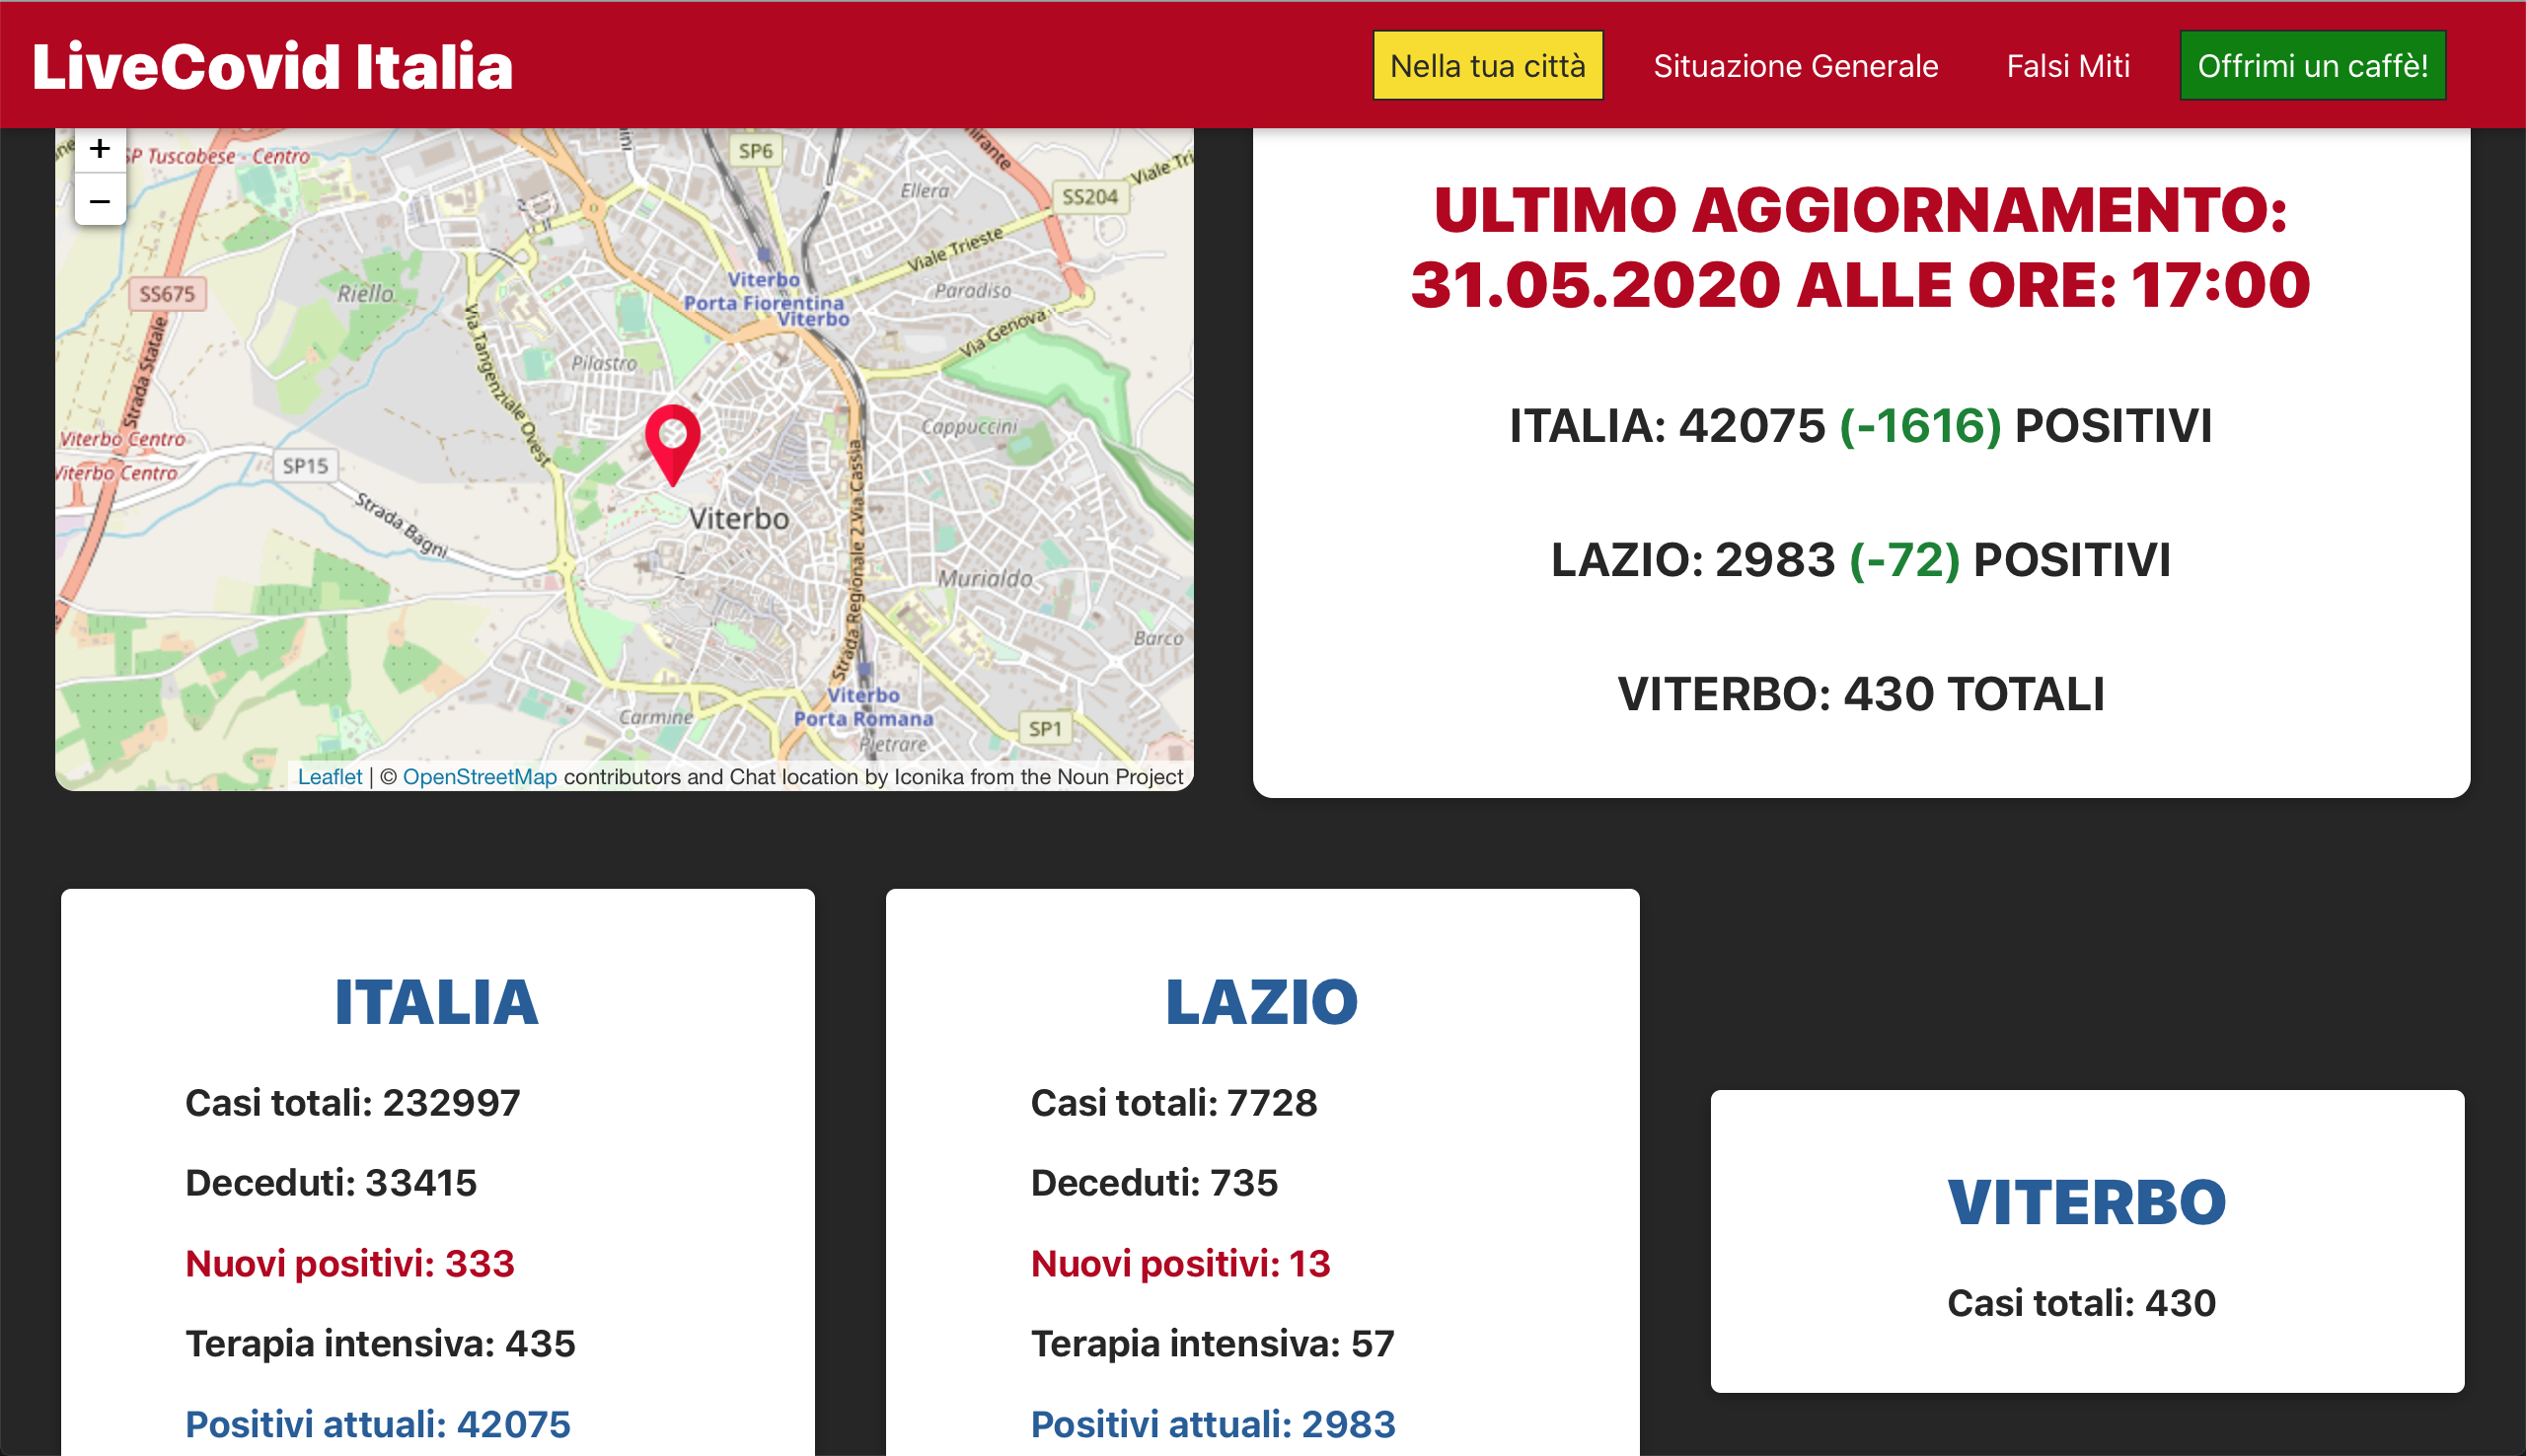 LiveCovid Italia
Nella tua città
Situazione Generale
Falsi Miti
Offrimi un caffè!
+
−
SP Tuscabese - Centro
SP6
Ellera
SS204
Viale Tri
Viale Trieste
SS675
Riello
Viterbo
Porta Fiorentina
Viterbo
Paradiso
Via Genova
Strada Statale
Via Tangenziale Ovest
Pilastro
Cappuccini
Viterbo Centro
Viterbo Centro
SP15
Strada Bagni
Viterbo
Strada Regionale 2 Via Cassia
Murialdo
Barco
Viterbo
Porta Romana
Carmine
Pietrare
SP1
Leaflet | © OpenStreetMap contributors and Chat location by Iconika from the Noun Project
ULTIMO AGGIORNAMENTO:
31.05.2020 ALLE ORE: 17:00
ITALIA: 42075 (-1616) POSITIVI
LAZIO: 2983 (-72) POSITIVI
VITERBO: 430 TOTALI
ITALIA
Casi totali: 232997
Deceduti: 33415
Nuovi positivi: 333
Terapia intensiva: 435
Positivi attuali: 42075
LAZIO
Casi totali: 7728
Deceduti: 735
Nuovi positivi: 13
Terapia intensiva: 57
Positivi attuali: 2983
VITERBO
Casi totali: 430